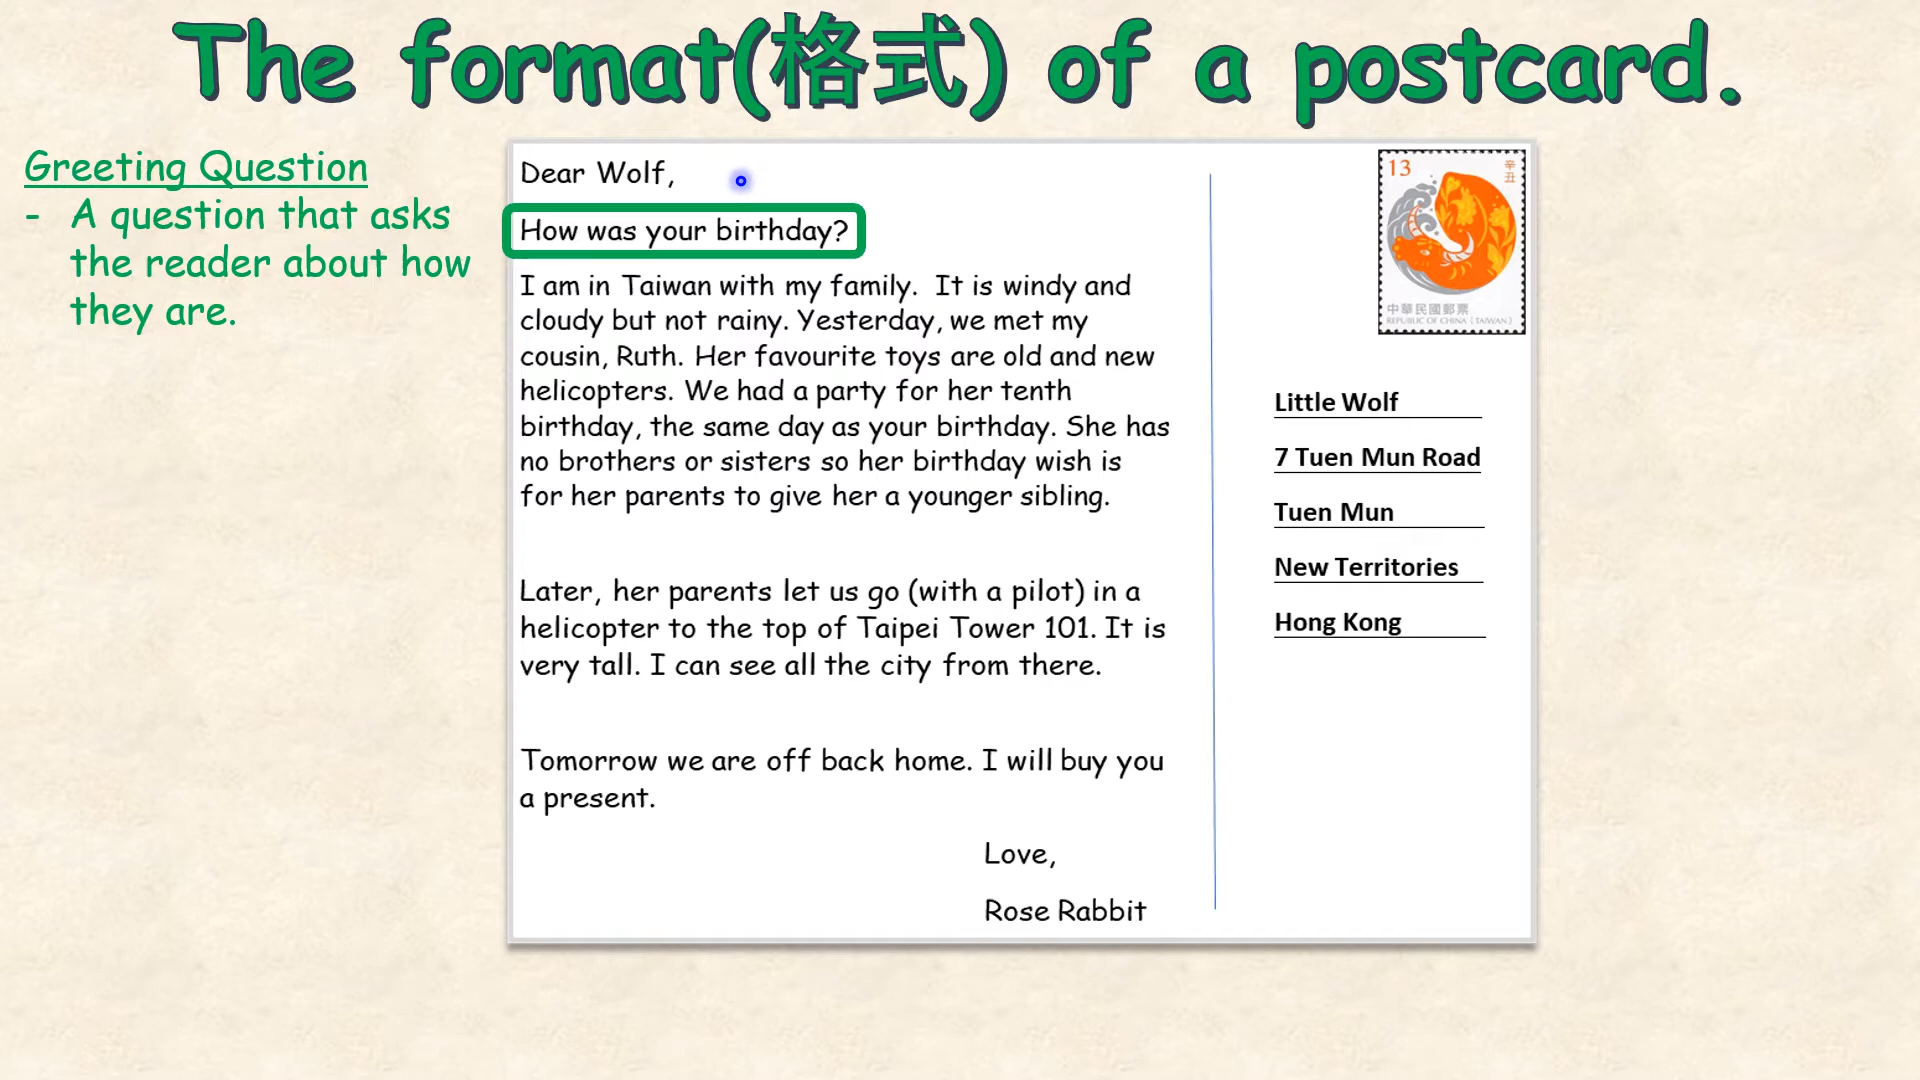 The format(格式) of a postcard.
Greeting Question
- A question that asks
the reader about how
they are.
Dear Wolf,
How was your birthday?
I am in Taiwan with my family. It is windy and
cloudy but not rainy. Yesterday, we met my
cousin, Ruth. Her favourite toys are old and new
helicopters. We had a party for her tenth
birthday, the same day as your birthday. She has
no brothers or sisters so her birthday wish is
for her parents to give her a younger sibling.
Later, her parents let us go (with a pilot) in a
helicopter to the top of Taipei Tower 101. It is
very tall. I can see all the city from there.
Tomorrow we are off back home. I will buy you
a present.
Love,
Rose Rabbit
13
辛丑
中華民國郵票
REPUBLIC OF CHINA (TAIWAN)
Little Wolf
7 Tuen Mun Road
Tuen Mun
New Territories
Hong Kong